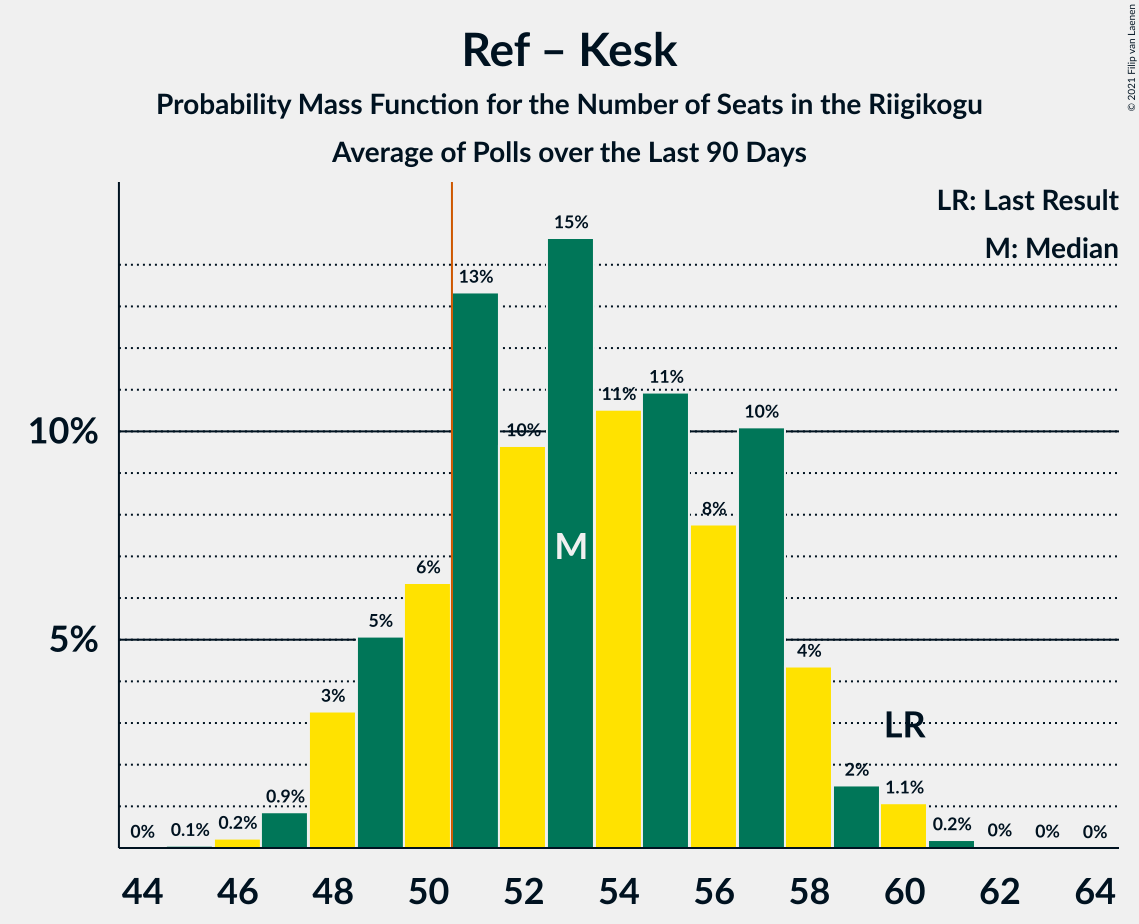 © 2021 Filip van Laenen
Ref – Kesk
Probability Mass Function for the Number of Seats in the Riigikogu
Average of Polls over the Last 90 Days
LR: Last Result
M: Median
10%
5%
0%
0.1%
0.2%
0.9%
3%
5%
6%
13%
10%
15%
11%
11%
8%
10%
4%
2%
1.1%
0.2%
0%
0%
0%
M
LR
44 46 48 50 52 54 56 58 60 62 64